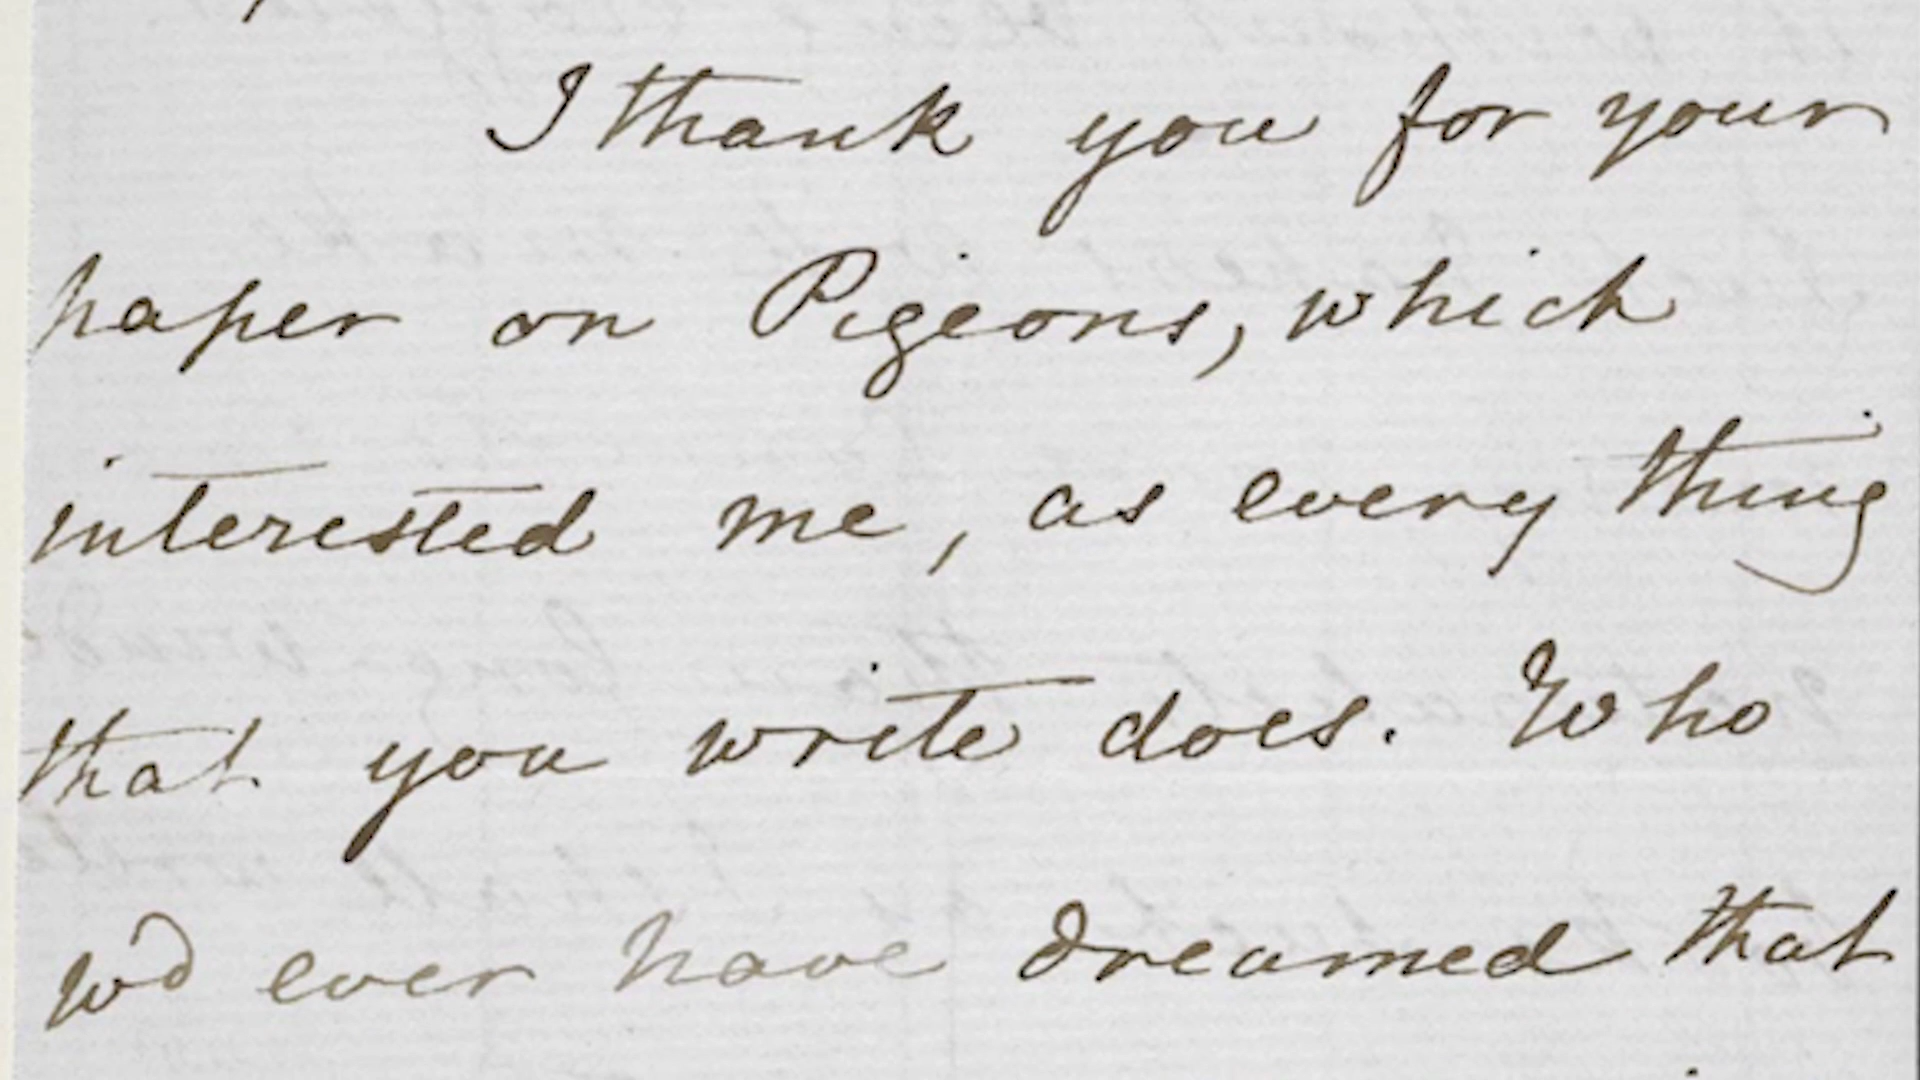 I thank you for your
paper on Pigeons, which
interested me, as every thing
that you write does. Who
wd ever have dreamed that